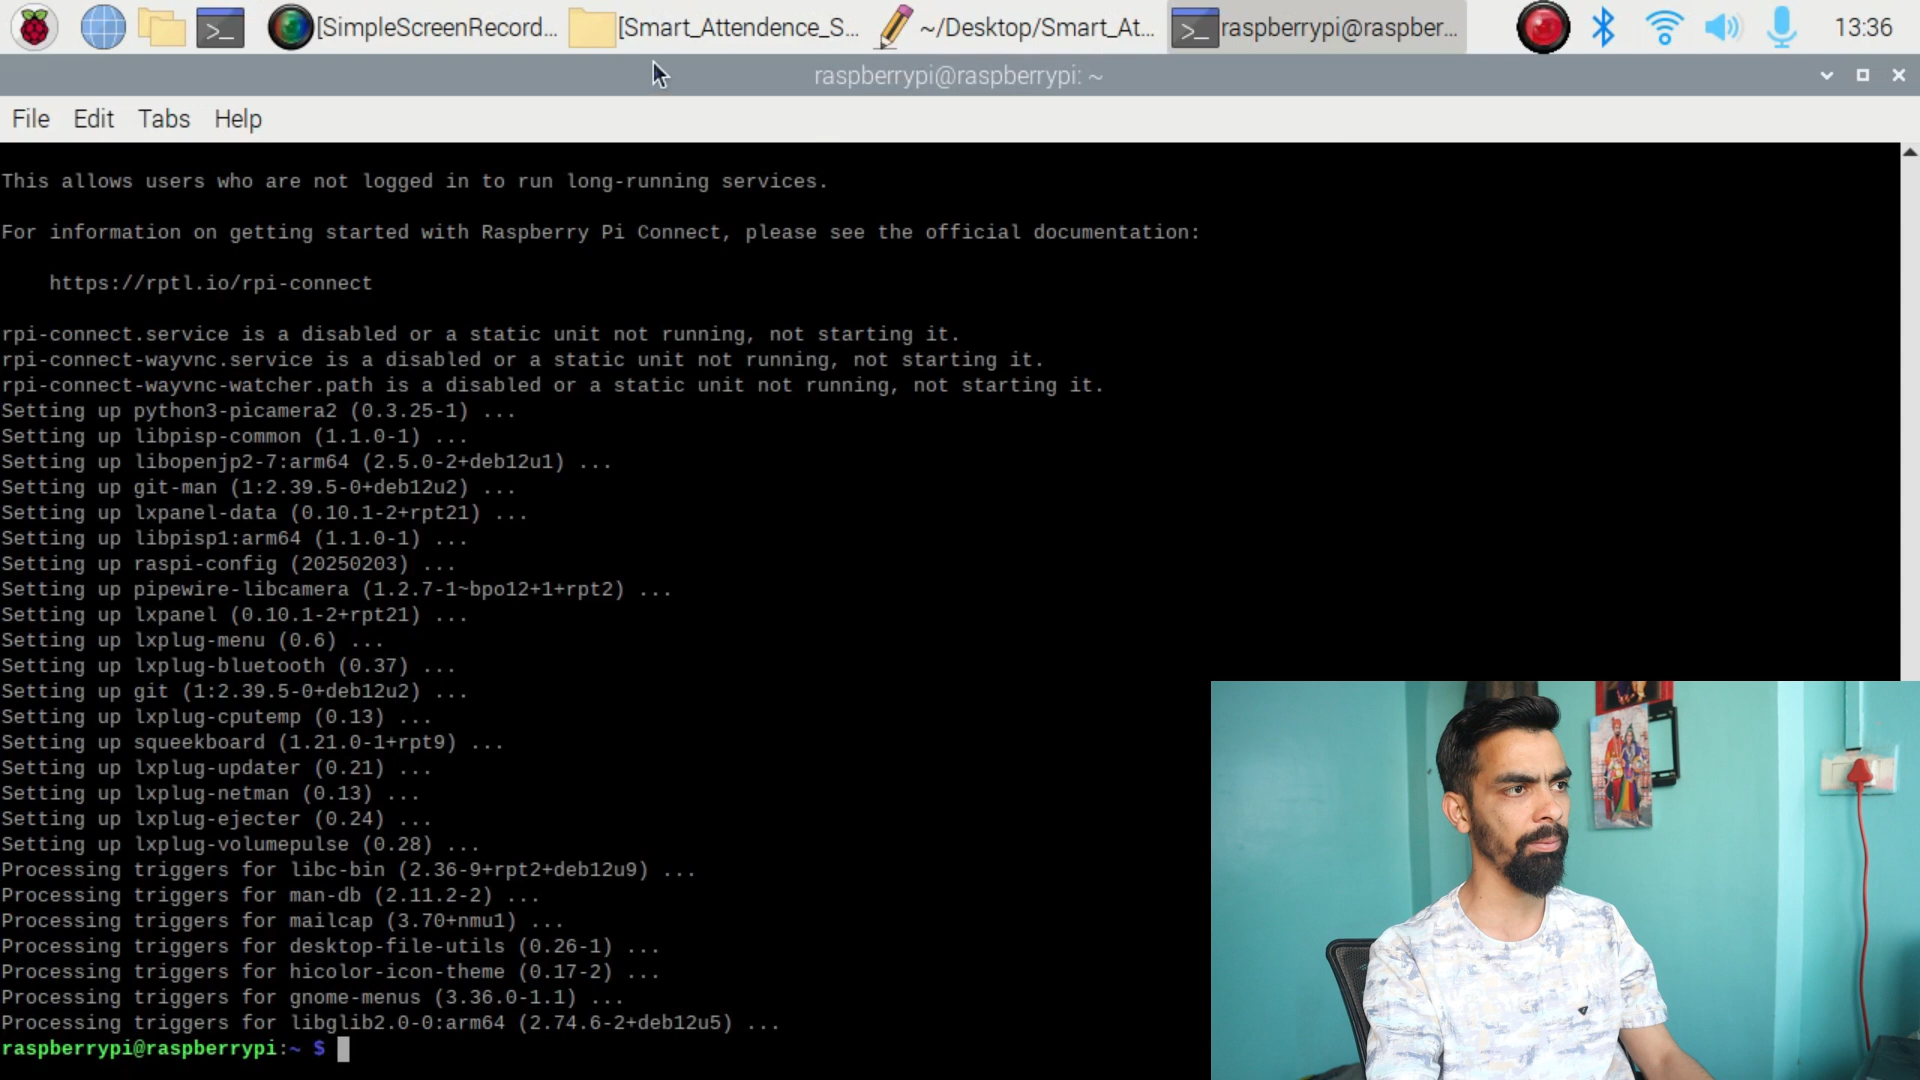 [SimpleScreenRecord... [Smart_Attendence_S... ~/Desktop/Smart_At... raspberrypi@raspber... 13:36
raspberrypi@raspberrypi: ~
File Edit Tabs Help
This allows users who are not logged in to run long-running services.
For information on getting started with Raspberry Pi Connect, please see the official documentation:
https://rptl.io/rpi-connect
rpi-connect.service is a disabled or a static unit not running, not starting it.
rpi-connect-wayvnc.service is a disabled or a static unit not running, not starting it.
rpi-connect-wayvnc-watcher.path is a disabled or a static unit not running, not starting it.
Setting up python3-picamera2 (0.3.25-1) ...
Setting up libpisp-common (1.1.0-1) ...
Setting up libopenjp2-7:arm64 (2.5.0-2+deb12u1) ...
Setting up git-man (1:2.39.5-0+deb12u2) ...
Setting up lxpanel-data (0.10.1-2+rpt21) ...
Setting up libpisp1:arm64 (1.1.0-1) ...
Setting up raspi-config (20250203) ...
Setting up pipewire-libcamera (1.2.7-1~bpo12+1+rpt2) ...
Setting up lxpanel (0.10.1-2+rpt21) ...
Setting up lxplug-menu (0.6) ...
Setting up lxplug-bluetooth (0.37) ...
Setting up git (1:2.39.5-0+deb12u2) ...
Setting up lxplug-cputemp (0.13) ...
Setting up squeekboard (1.21.0-1+rpt9) ...
Setting up lxplug-updater (0.21) ...
Setting up lxplug-netman (0.13) ...
Setting up lxplug-ejecter (0.24) ...
Setting up lxplug-volumepulse (0.28) ...
Processing triggers for libc-bin (2.36-9+rpt2+deb12u9) ...
Processing triggers for man-db (2.11.2-2) ...
Processing triggers for mailcap (3.70+nmu1) ...
Processing triggers for desktop-file-utils (0.26-1) ...
Processing triggers for hicolor-icon-theme (0.17-2) ...
Processing triggers for gnome-menus (3.36.0-1.1) ...
Processing triggers for libglib2.0-0:arm64 (2.74.6-2+deb12u5) ...
raspberrypi@raspberrypi:~ $